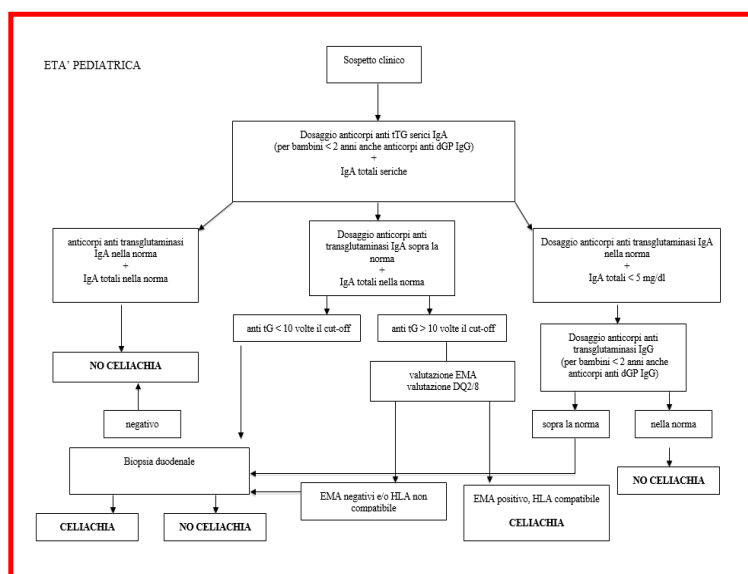 ETA' PEDIATRICA
Sospetto clinico
Dosaggio anticorpi anti tTG serici IgA
(per bambini < 2 anni anche anticorpi anti dGP IgG)
+
IgA totali seriche
anticorpi anti transglutaminasi
IgA nella norma
+
IgA totali nella norma
Dosaggio anticorpi anti
transglutaminasi IgA sopra la
norma
+
IgA totali nella norma
Dosaggio anticorpi anti transglutaminasi IgA
nella norma
+
IgA totali < 5 mg/dl
anti tG < 10 volte il cut-off
anti tG > 10 volte il cut-off
Dosaggio anticorpi anti
transglutaminasi IgG
(per bambini < 2 anni anche
anticorpi anti dGP IgG)
NO CELIACHIA
valutazione EMA
valutazione DQ2/8
negativo
sopra la norma
nella norma
Biopsia duodenale
NO CELIACHIA
EMA negativi e/o HLA non
compatibile
EMA positivo, HLA compatibile
CELIACHIA
CELIACHIA
NO CELIACHIA